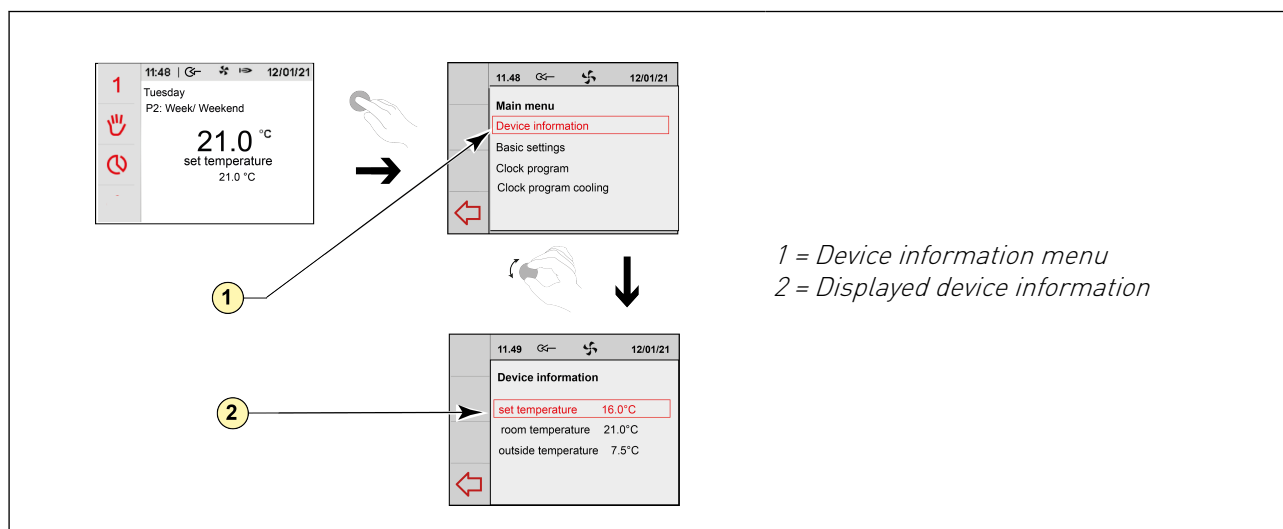 11:48 12/01/21
1
Tuesday
P2: Week/ Weekend
21.0 °C
set temperature
21.0 °C
11.48 12/01/21
Main menu
Device information
Basic settings
Clock program
Clock program cooling
1
1 = Device information menu
2 = Displayed device information
11.49 12/01/21
Device information
set temperature 16.0°C
room temperature 21.0°C
outside temperature 7.5°C
2